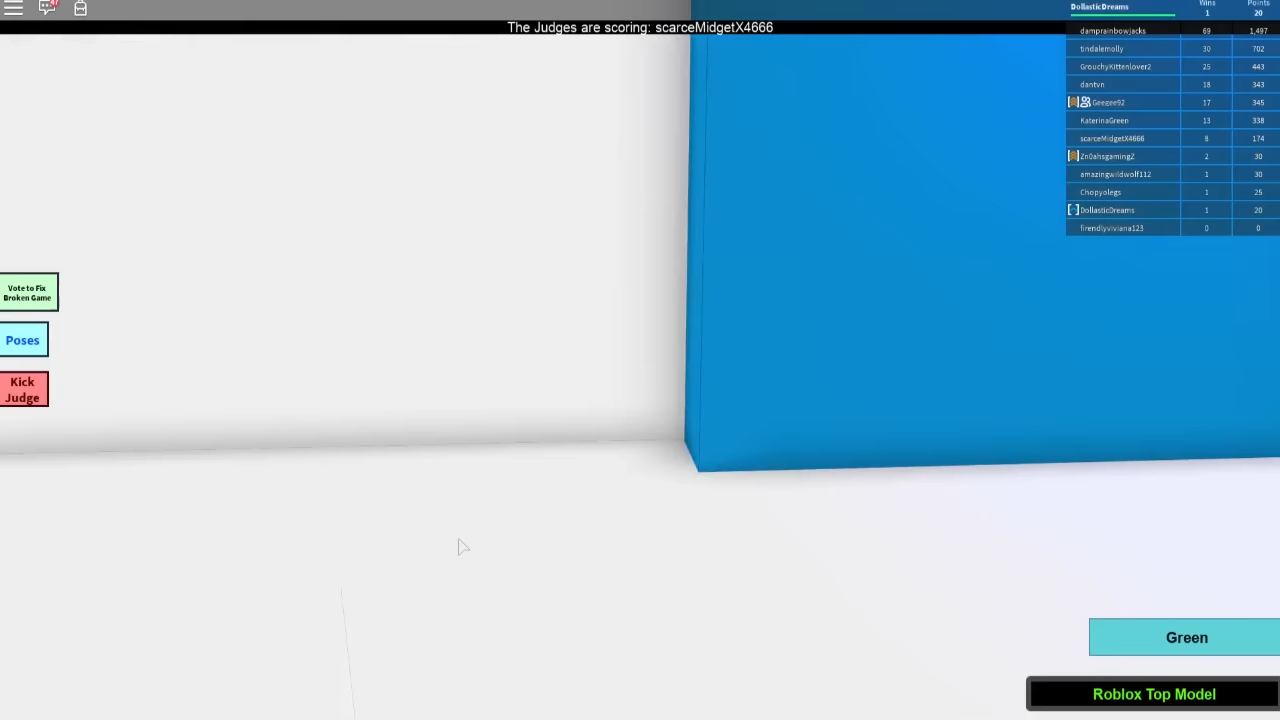 47
The Judges are scoring: scarceMidgetX4666
DollasticDreams Wins Points
1 20
damprainbowjacks 69 1,497
tindalemolly 30 702
GrouchyKittenlover2 25 443
dantvn 18 343
Geegee92 17 345
KaterinaGreen 13 338
scarceMidgetX4666 8 174
Zn0ahsgamingZ 2 30
amazingwildwolf112 1 30
Chopyolegs 1 25
DollasticDreams 1 20
firendlyviviana123 0 0
Vote to Fix
Broken Game
Poses
Kick
Judge
Green
Roblox Top Model